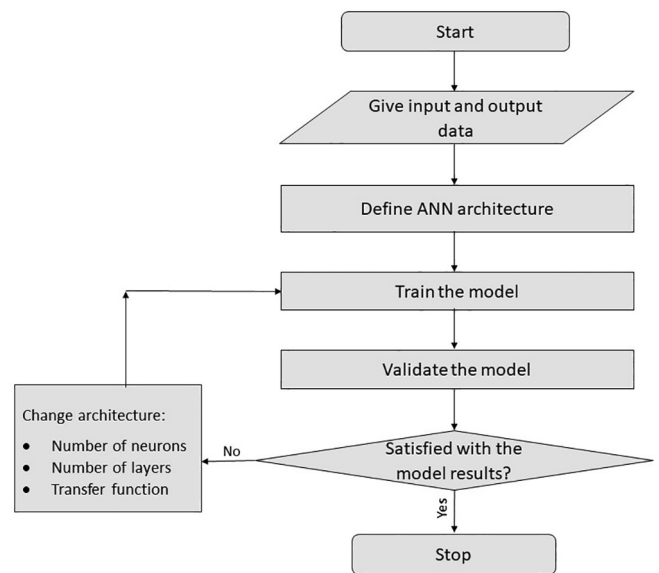 Start
Give input and output
data
Define ANN architecture
Train the model
Validate the model
Satisfied with the
model results?
No
Change architecture:
● Number of neurons
● Number of layers
● Transfer function
Yes
Stop